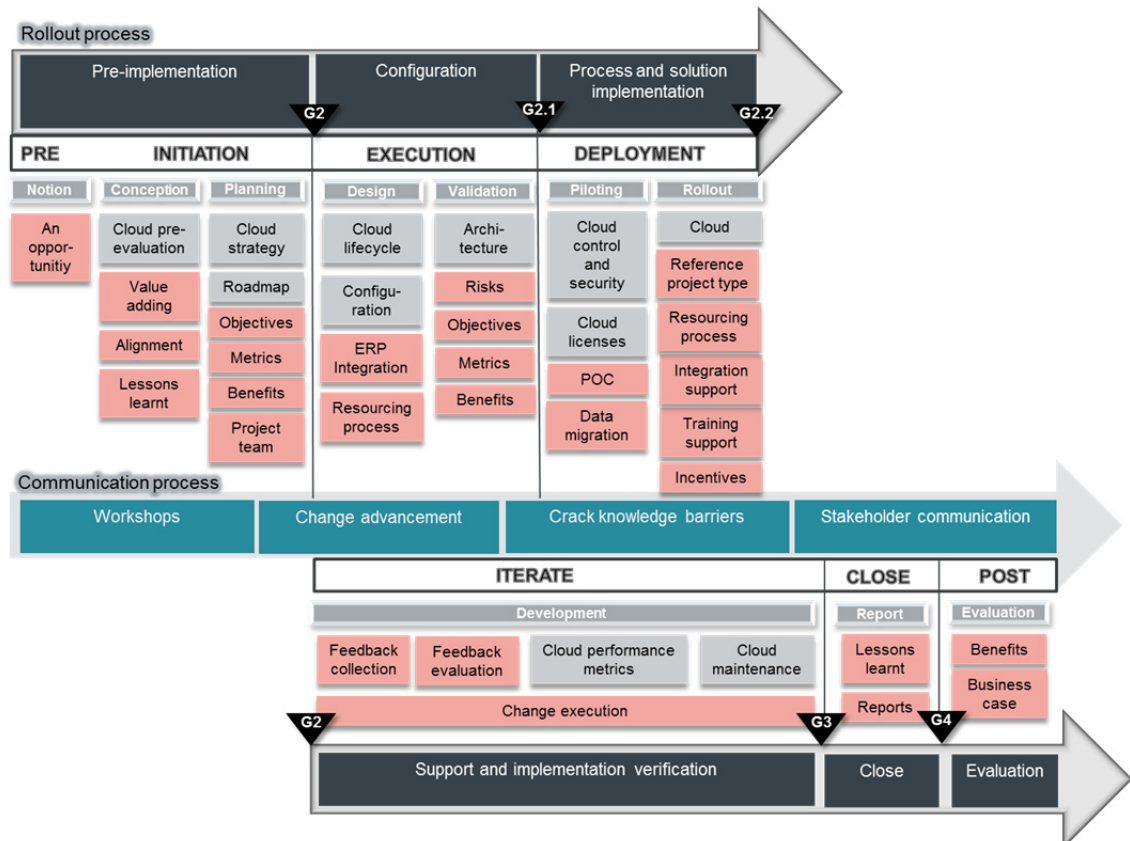 Rollout process
Pre-implementation
Configuration
Process and solution
implementation
G2
G2.1
G2.2
PRE
INITIATION
EXECUTION
DEPLOYMENT
Notion
Conception
Planning
Design
Validation
Piloting
Rollout
An
oppor-
tunitiy
Cloud pre-
evaluation
Value
adding
Alignment
Lessons
learnt
Cloud
strategy
Roadmap
Objectives
Metrics
Benefits
Project
team
Cloud
lifecycle
Configu-
ration
ERP
Integration
Resourcing
process
Archi-
tecture
Risks
Objectives
Metrics
Benefits
Cloud
control
and
security
Cloud
licenses
POC
Data
migration
Cloud
Reference
project type
Resourcing
process
Integration
support
Training
support
Incentives
Communication process
Workshops
Change advancement
Crack knowledge barriers
Stakeholder communication
ITERATE
CLOSE
POST
Development
Report
Evaluation
Feedback
collection
Feedback
evaluation
Cloud performance
metrics
Cloud
maintenance
Change execution
Lessons
learnt
Reports
Benefits
Business
case
G2
G3
G4
Support and implementation verification
Close
Evaluation